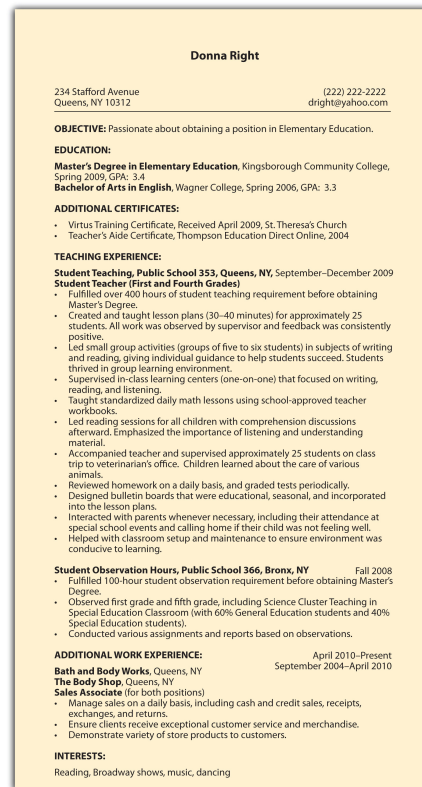 Donna Right
234 Stafford Avenue (222) 222-2222
Queens, NY 10312 dright@yahoo.com
OBJECTIVE: Passionate about obtaining a position in Elementary Education.
EDUCATION:
Master's Degree in Elementary Education, Kingsborough Community College,
Spring 2009, GPA: 3.4
Bachelor of Arts in English, Wagner College, Spring 2006, GPA: 3.3
ADDITIONAL CERTIFICATES:
• Virtus Training Certificate, Received April 2009, St. Theresa's Church
• Teacher's Aide Certificate, Thompson Education Direct Online, 2004
TEACHING EXPERIENCE:
Student Teaching, Public School 353, Queens, NY, September–December 2009
Student Teacher (First and Fourth Grades)
• Fulfilled over 400 hours of student teaching requirement before obtaining
Master's Degree.
• Created and taught lesson plans (30–40 minutes) for approximately 25
students. All work was observed by supervisor and feedback was consistently
positive.
• Led small group activities (groups of five to six students) in subjects of writing
and reading, giving individual guidance to help students succeed. Students
thrived in group learning environment.
• Supervised in-class learning centers (one-on-one) that focused on writing,
reading, and listening.
• Taught standardized daily math lessons using school-approved teacher
workbooks.
• Led reading sessions for all children with comprehension discussions
afterward. Emphasized the importance of listening and understanding
material.
• Accompanied teacher and supervised approximately 25 students on class
trip to veterinarian's office. Children learned about the care of various
animals.
• Reviewed homework on a daily basis, and graded tests periodically.
• Designed bulletin boards that were educational, seasonal, and incorporated
into the lesson plans.
• Interacted with parents whenever necessary, including their attendance at
special school events and calling home if their child was not feeling well.
• Helped with classroom setup and maintenance to ensure environment was
conducive to learning.
Student Observation Hours, Public School 366, Bronx, NY Fall 2008
• Fulfilled 100-hour student observation requirement before obtaining Master's
Degree.
• Observed first grade and fifth grade, including Science Cluster Teaching in
Special Education Classroom (with 60% General Education students and 40%
Special Education students).
• Conducted various assignments and reports based on observations.
ADDITIONAL WORK EXPERIENCE: April 2010–Present
September 2004–April 2010
Bath and Body Works, Queens, NY
The Body Shop, Queens, NY
Sales Associate (for both positions)
• Manage sales on a daily basis, including cash and credit sales, receipts,
exchanges, and returns.
• Ensure clients receive exceptional customer service and merchandise.
• Demonstrate variety of store products to customers.
INTERESTS:
Reading, Broadway shows, music, dancing